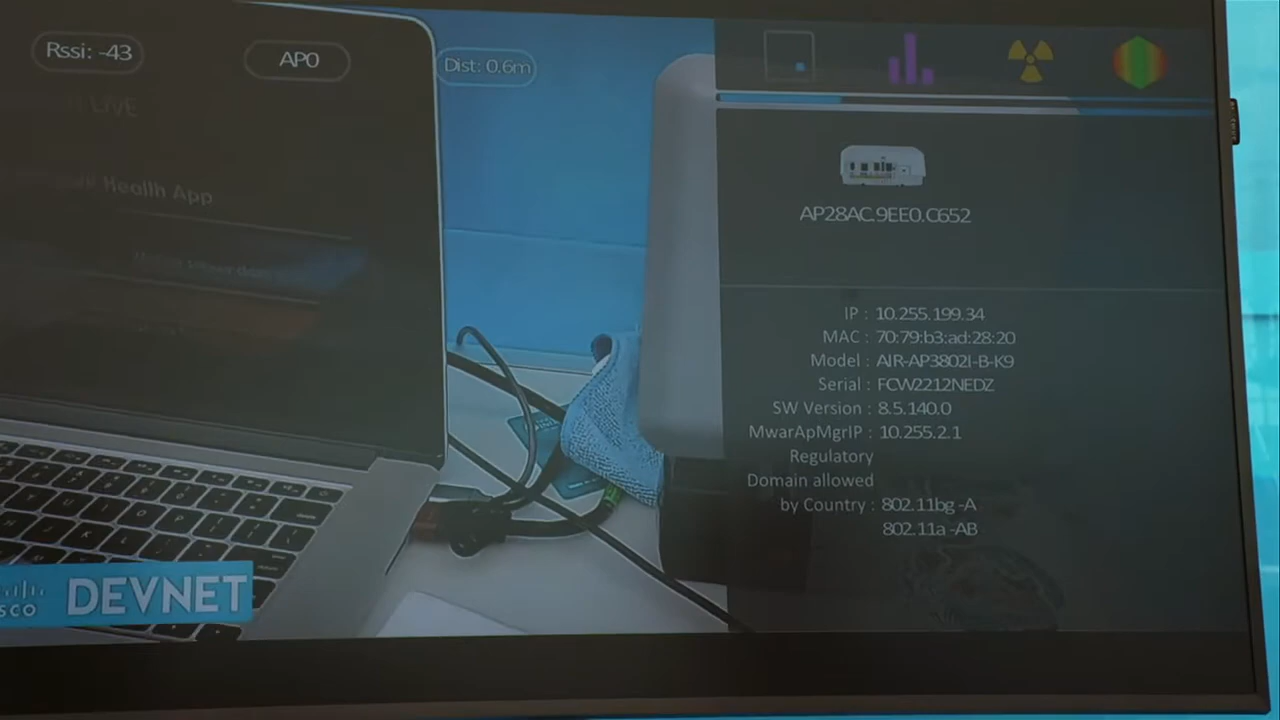 Rssi: -43
AP0
Dist: 0.6m
LIVE
Health App
AP28AC.9EE0.C652
IP : 10.255.199.34
MAC : 70:79:b3:ad:28:20
Model : AIR-AP3802I-B-K9
Serial : FCW2212NEDZ
SW Version : 8.5.140.0
MwarApMgrIP : 10.255.2.1
Regulatory
Domain allowed
by Country : 802.11bg -A
802.11a -AB
DEVNET